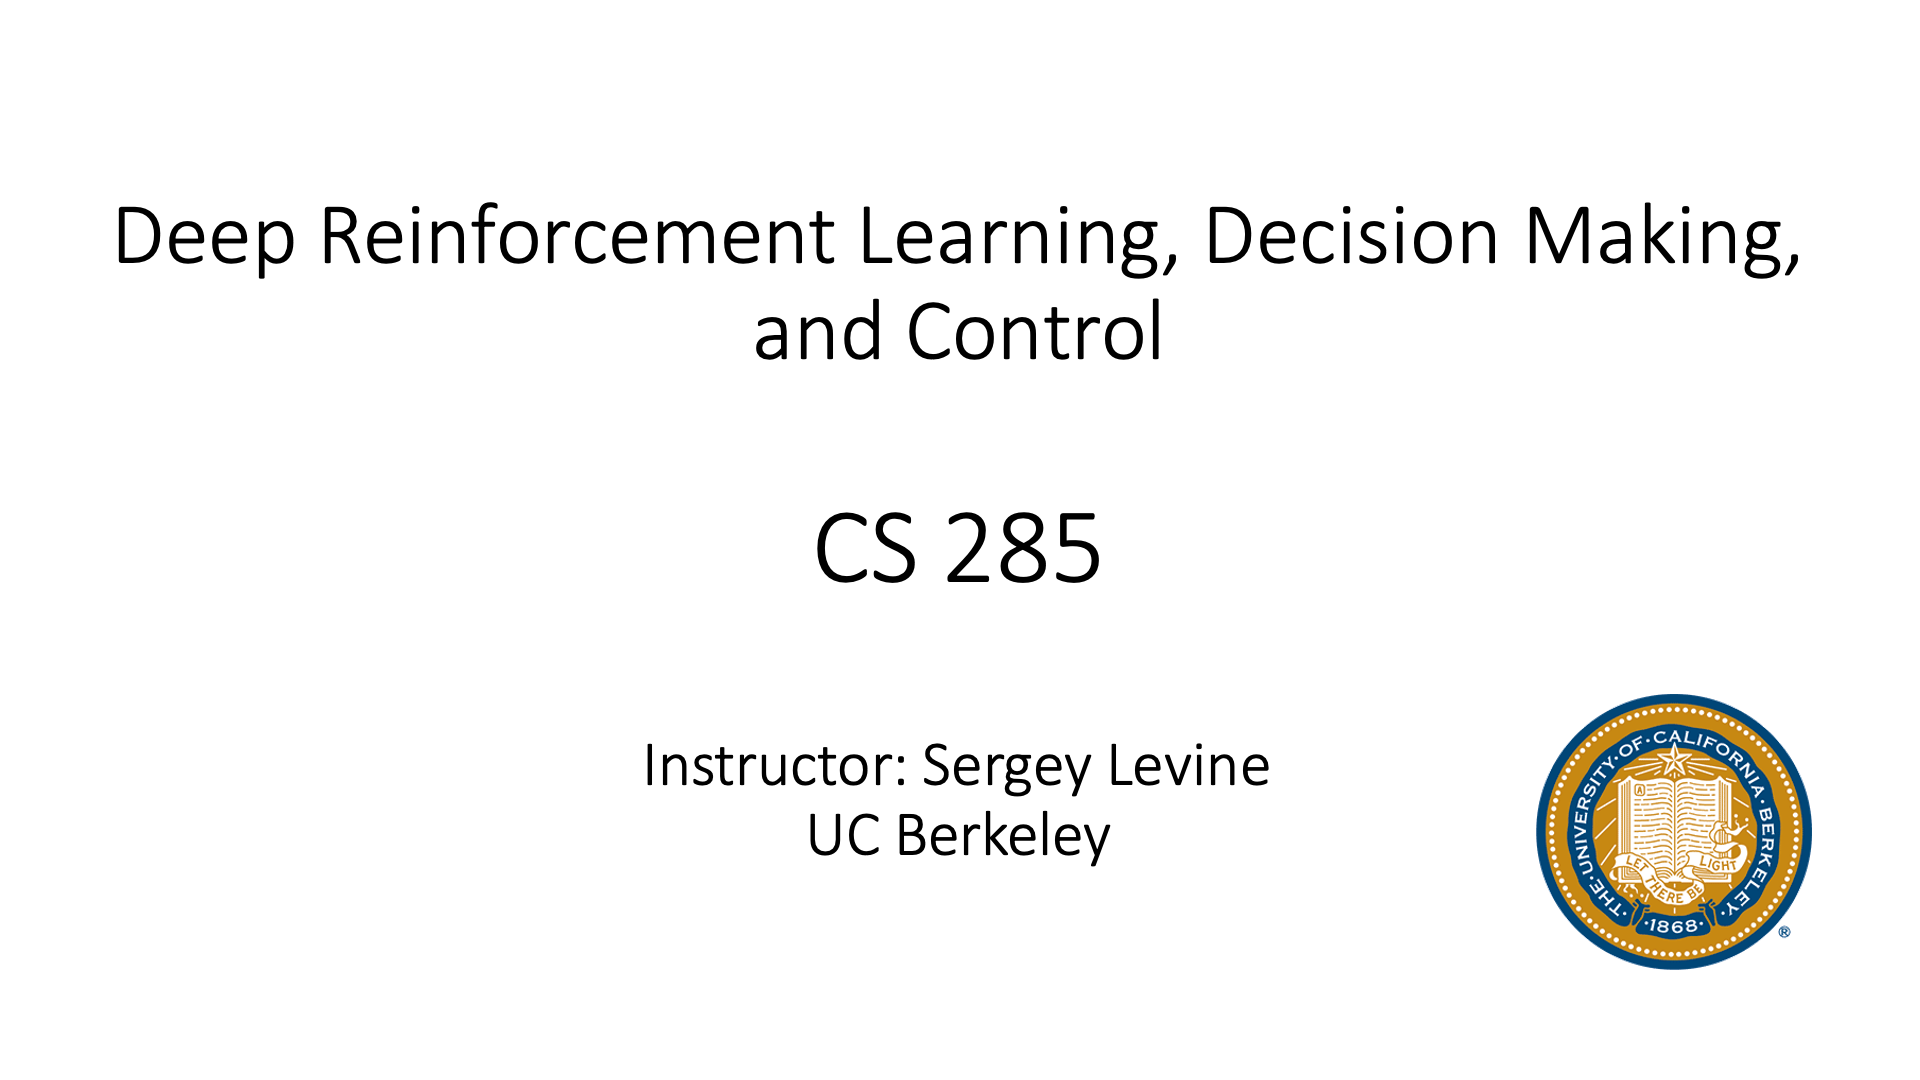 Deep Reinforcement Learning, Decision Making,
and Control
CS 285
Instructor: Sergey Levine
UC Berkeley
THE·UNIVERSITY·OF·CALIFORNIA·BERKELEY
A
LET THERE BE LIGHT
·1868·
®